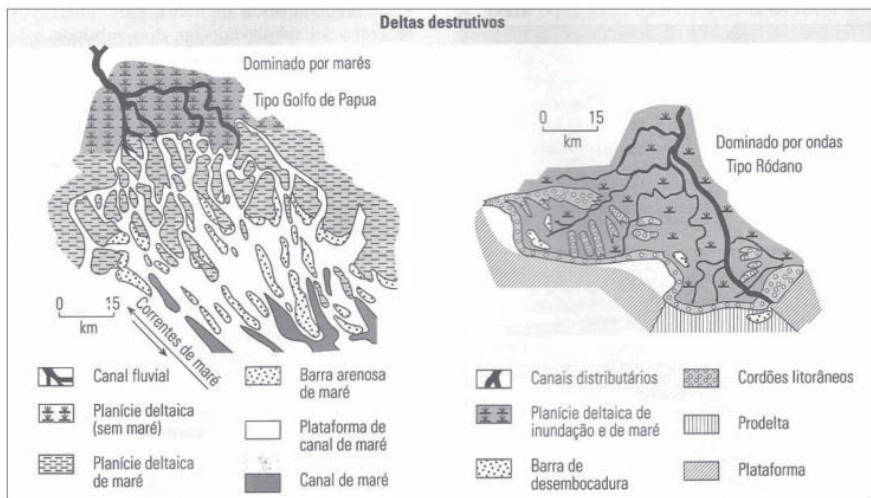 Deltas destrutivos
Dominado por marés
Tipo Golfo de Papua
0 15
km
Correntes de maré
Canal fluvial
Planície deltaica
(sem maré)
Planície deltaica
de maré
Barra arenosa
de maré
Plataforma de
canal de maré
Canal de maré
0 15
km
Dominado por ondas
Tipo Ródano
Canais distributários
Planície deltaica de
inundação e de maré
Barra de
desembocadura
Cordões litorâneos
Prodelta
Plataforma